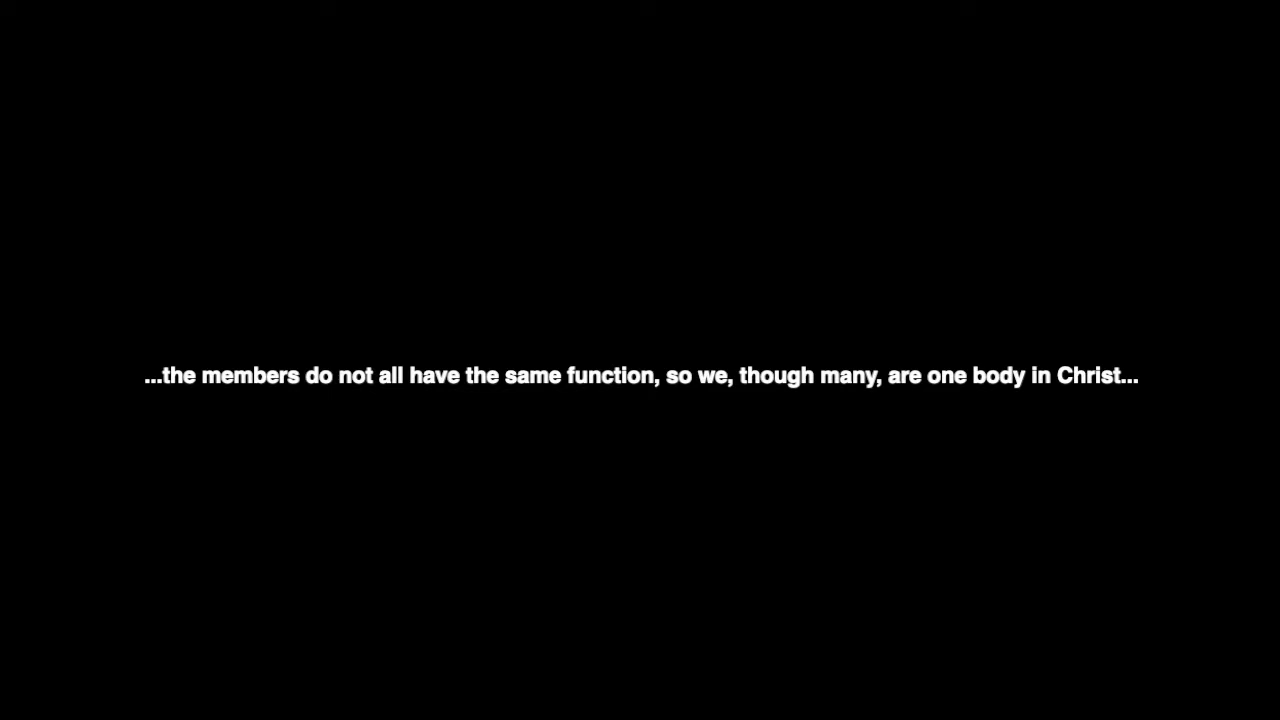 ...the members do not all have the same function, so we, though many, are one body in Christ...